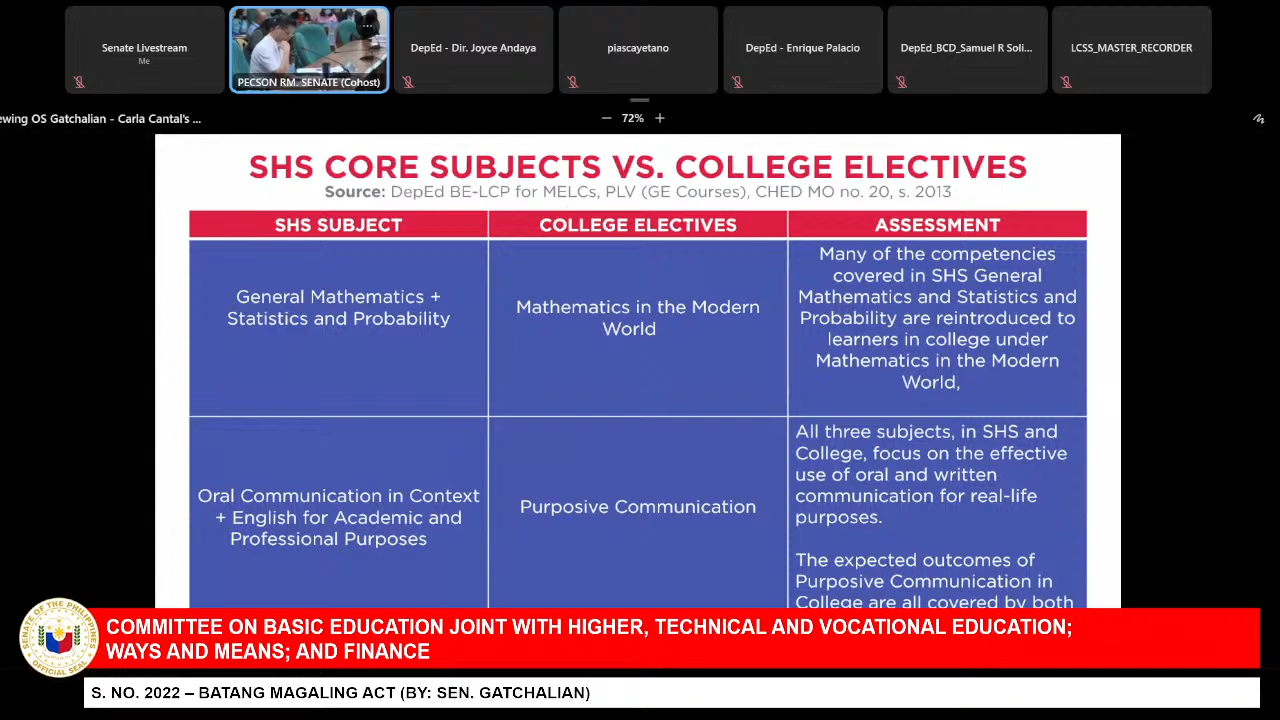 Senate Livestream
Me
PECSON RM. SENATE (Cohost)
DepEd - Dir. Joyce Andaya
piascayetano
DepEd - Enrique Palacio
DepEd_BCD_Samuel R Soli...
LCSS_MASTER_RECORDER
ewing OS Gatchalian - Carla Cantal's ...
72%
SHS CORE SUBJECTS VS. COLLEGE ELECTIVES
Source: DepEd BE-LCP for MELCs, PLV (GE Courses), CHED MO no. 20, s. 2013
SHS SUBJECT
COLLEGE ELECTIVES
ASSESSMENT
General Mathematics +
Statistics and Probability
Mathematics in the Modern
World
Many of the competencies
covered in SHS General
Mathematics and Statistics and
Probability are reintroduced to
learners in college under
Mathematics in the Modern
World,
Oral Communication in Context
+ English for Academic and
Professional Purposes
Purposive Communication
All three subjects, in SHS and
College, focus on the effective
use of oral and written
communication for real-life
purposes.
The expected outcomes of
Purposive Communication in
College are all covered by both
SENATE OF THE PHILIPPINES
OFFICIAL SEAL
COMMITTEE ON BASIC EDUCATION JOINT WITH HIGHER, TECHNICAL AND VOCATIONAL EDUCATION;
WAYS AND MEANS; AND FINANCE
S. NO. 2022 – BATANG MAGALING ACT (BY: SEN. GATCHALIAN)